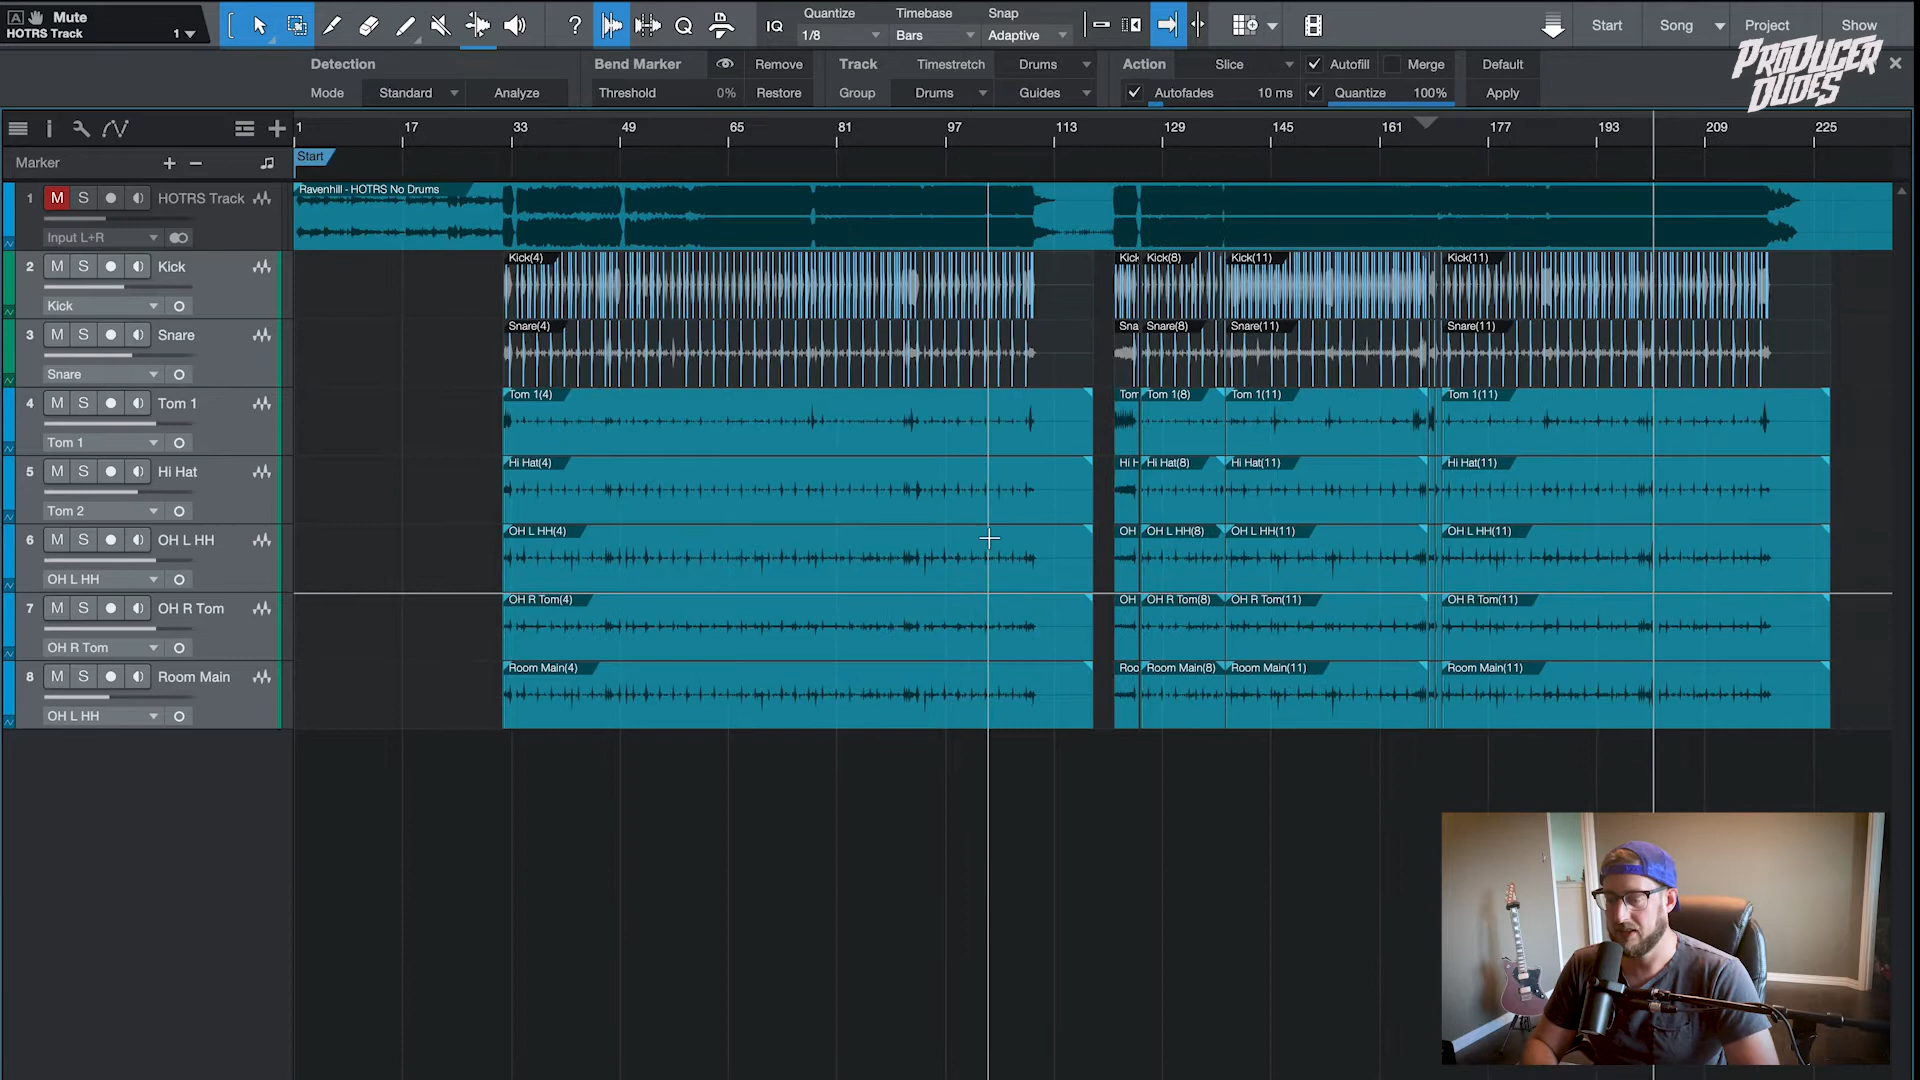 Mute
HOTRS Track
1
IQ
Quantize
1/8
Timebase
Bars
Snap
Adaptive
Start
Song
Project
Show
PRODUCER
DUDES
Detection
Mode
Standard
Analyze
Bend Marker
Threshold
0%
Remove
Restore
Track
Group
Timestretch
Drums
Drums
Guides
Action
Slice
Autofill
Merge
Autofades
10 ms
Quantize
100%
Default
Apply
1 17 33 49 65 81 97 113 129 145 161 177 193 209 225
Marker
Start
1 M S HOTRS Track
Input L+R
Ravenhill - HOTRS No Drums
2 M S Kick
Kick
Kick(4) Kick Kick(8) Kick(11) Kick(11)
3 M S Snare
Snare
Snare(4) Sna Snare(8) Snare(11) Snare(11)
4 M S Tom 1
Tom 1
Tom 1(4) Tom Tom 1(8) Tom 1(11) Tom 1(11)
5 M S Hi Hat
Tom 2
Hi Hat(4) Hi H Hi Hat(8) Hi Hat(11) Hi Hat(11)
6 M S OH L HH
OH L HH
OH L HH(4) OH OH L HH(8) OH L HH(11) OH L HH(11)
7 M S OH R Tom
OH R Tom
OH R Tom(4) OH OH R Tom(8) OH R Tom(11) OH R Tom(11)
8 M S Room Main
OH L HH
Room Main(4) Roo Room Main(8) Room Main(11) Room Main(11)